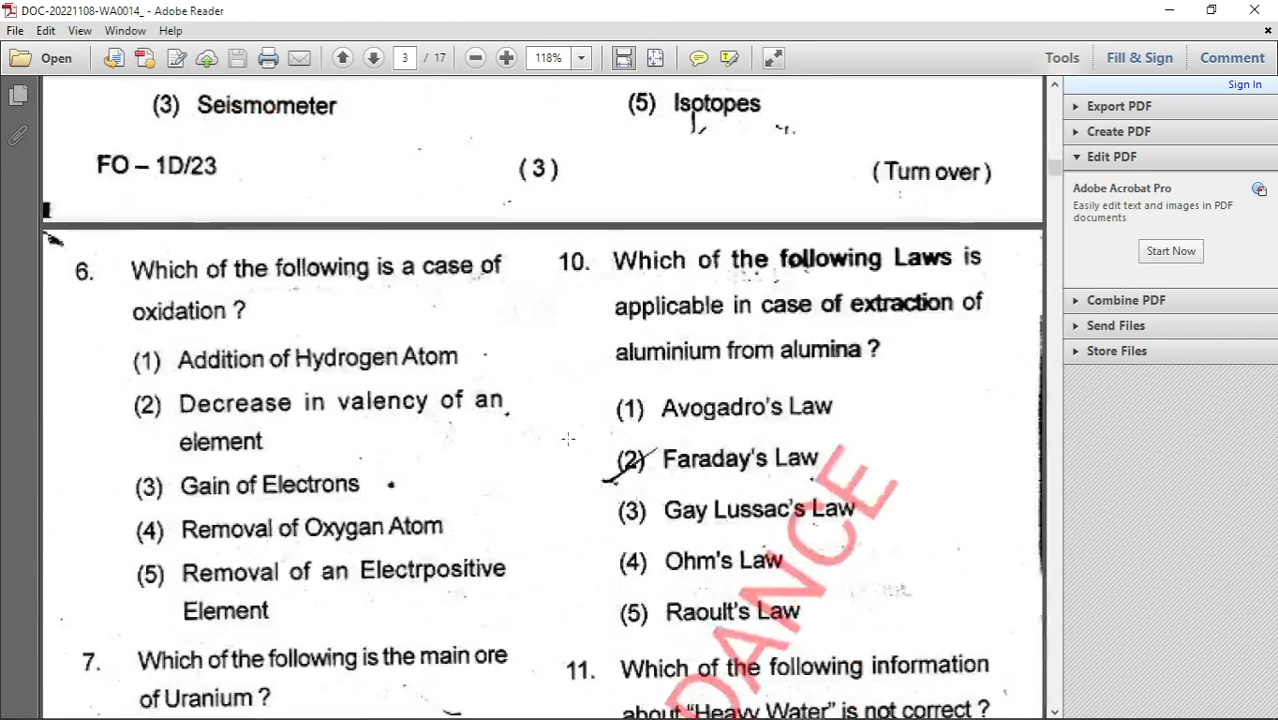 DOC-20221108-WA0014_ - Adobe Reader
File Edit View Window Help
Open 3 / 17 118% Tools Fill & Sign Comment
Sign In
Export PDF
Create PDF
Edit PDF
Adobe Acrobat Pro
Easily edit text and images in PDF
documents
Start Now
Combine PDF
Send Files
Store Files
(3) Seismometer
(5) Isotopes
FO – 1D/23 (3) (Turn over)
6. Which of the following is a case of
oxidation ?
(1) Addition of Hydrogen Atom
(2) Decrease in valency of an
element
(3) Gain of Electrons
(4) Removal of Oxygan Atom
(5) Removal of an Electrpositive
Element
7. Which of the following is the main ore
of Uranium ?
10. Which of the following Laws is
applicable in case of extraction of
aluminium from alumina ?
(1) Avogadro's Law
(2) Faraday's Law
(3) Gay Lussac's Law
(4) Ohm's Law
(5) Raoult's Law
11. Which of the following information
about "Heavy Water" is not correct ?
DANCE